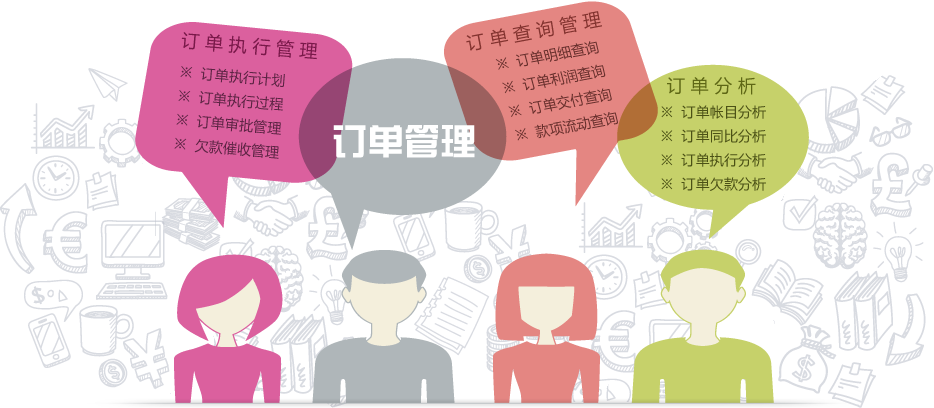 订单执行管理
※ 订单执行计划
※ 订单执行过程
※ 订单审批管理
※ 欠款催收管理
订单管理
订单查询管理
※ 订单明细查询
※ 订单利润查询
※ 订单交付查询
※ 款项流动查询
订单分析
※ 订单帐目分析
※ 订单同比分析
※ 订单执行分析
※ 订单欠款分析